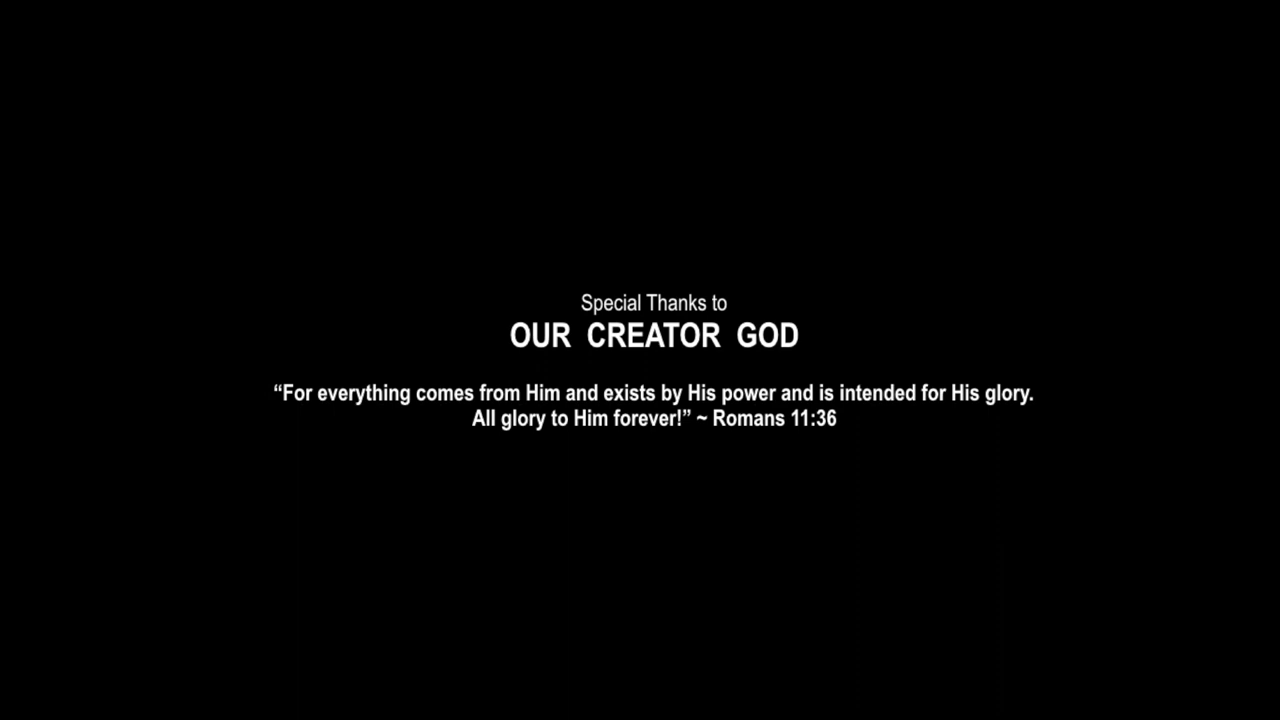 Special Thanks to
OUR CREATOR GOD
“For everything comes from Him and exists by His power and is intended for His glory.
All glory to Him forever!” ~ Romans 11:36